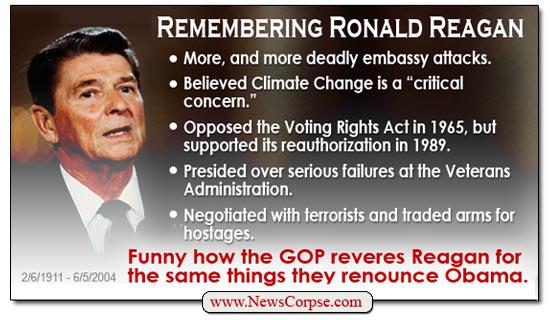 REMEMBERING RONALD REAGAN
• More, and more deadly embassy attacks.
• Believed Climate Change is a "critical
concern."
• Opposed the Voting Rights Act in 1965, but
supported its reauthorization in 1989.
• Presided over serious failures at the Veterans
Administration.
• Negotiated with terrorists and traded arms for
hostages.
Funny how the GOP reveres Reagan for
the same things they renounce Obama.
2/6/1911 - 6/5/2004
www.NewsCorpse.com